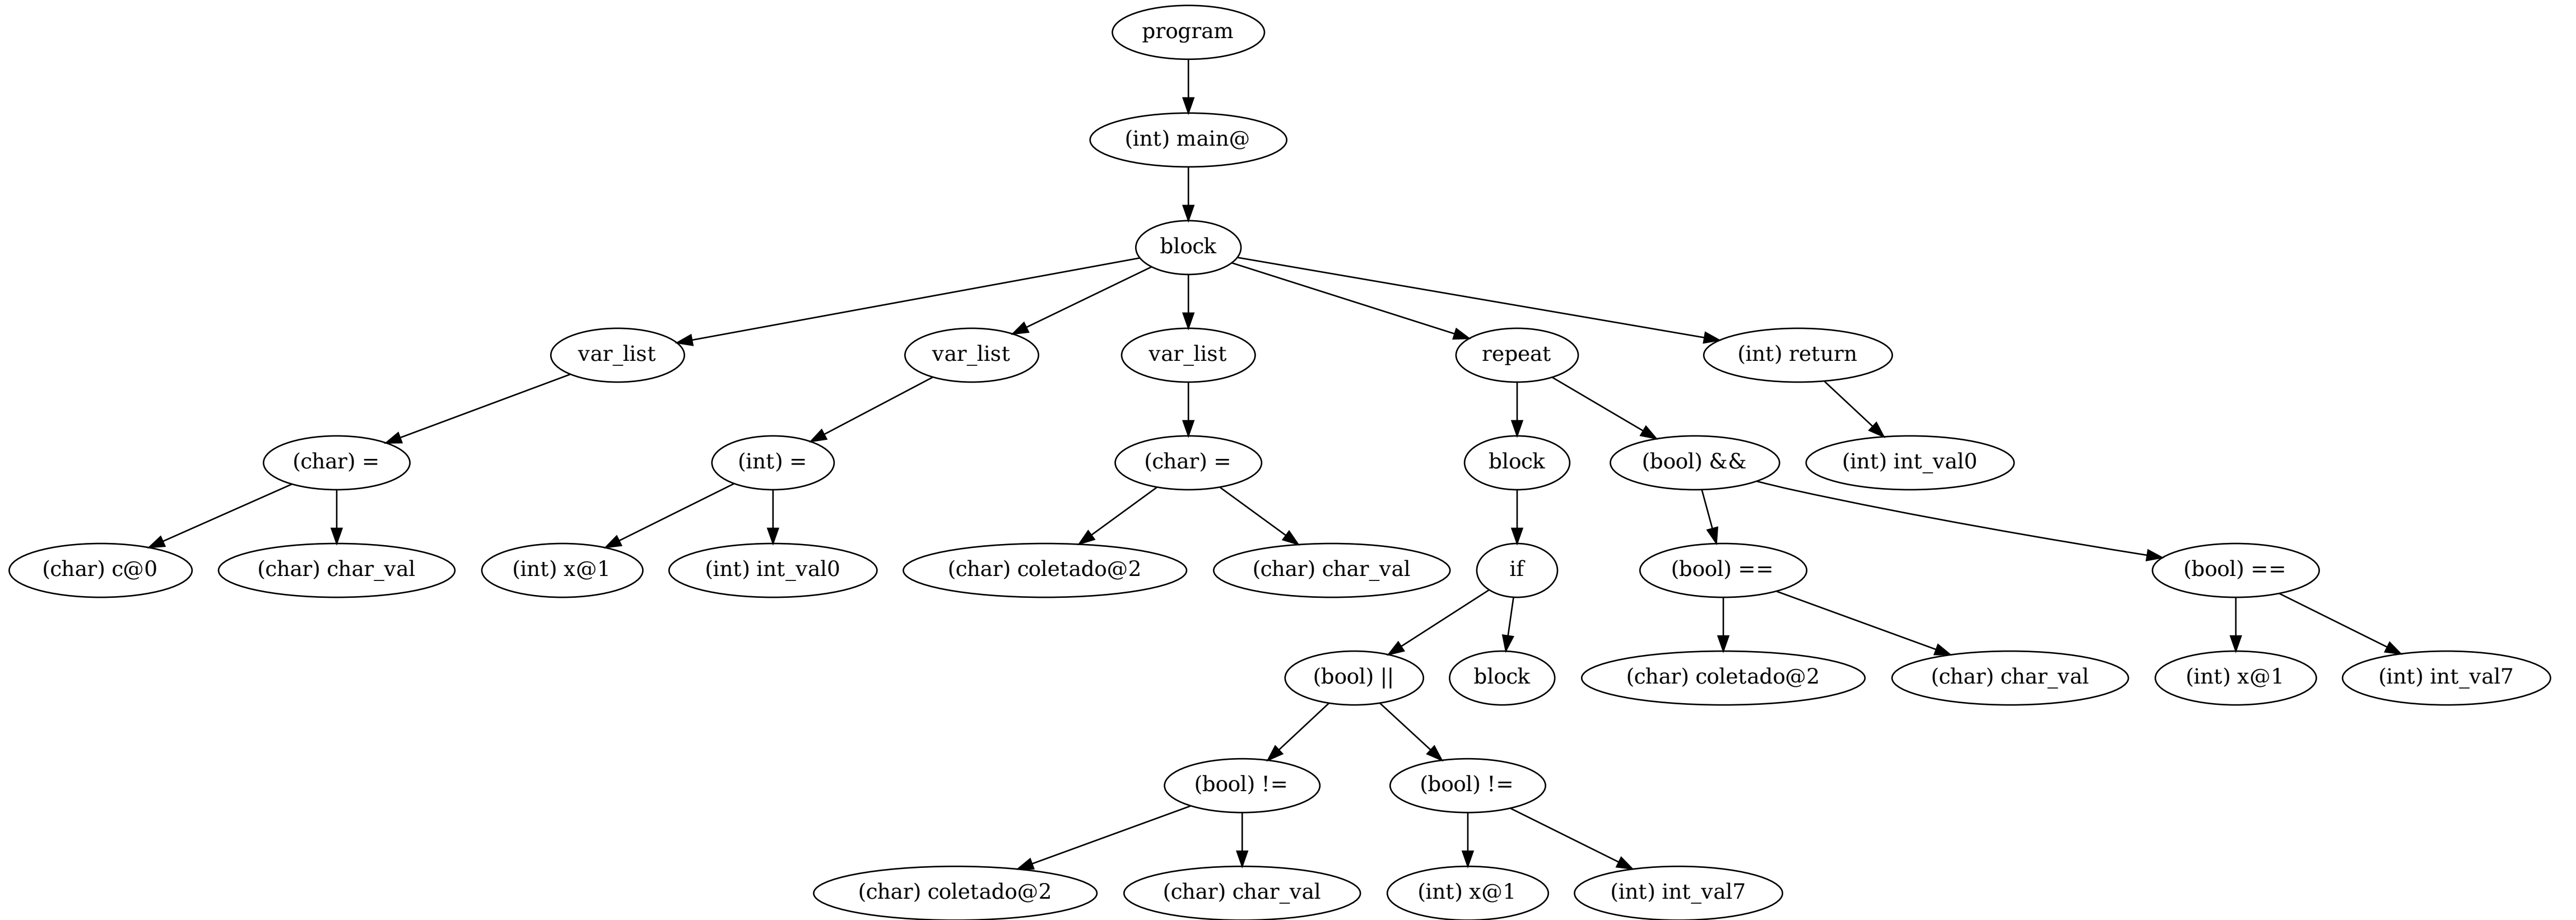 program
(int) main@
block
var_list
var_list
var_list
repeat
(int) return
(char) =
(int) =
(char) =
block
(bool) &&
(int) int_val0
(char) c@0
(char) char_val
(int) x@1
(int) int_val0
(char) coletado@2
(char) char_val
if
(bool) ==
(bool) ==
(bool) ||
block
(char) coletado@2
(char) char_val
(int) x@1
(int) int_val7
(bool) !=
(bool) !=
(char) coletado@2
(char) char_val
(int) x@1
(int) int_val7